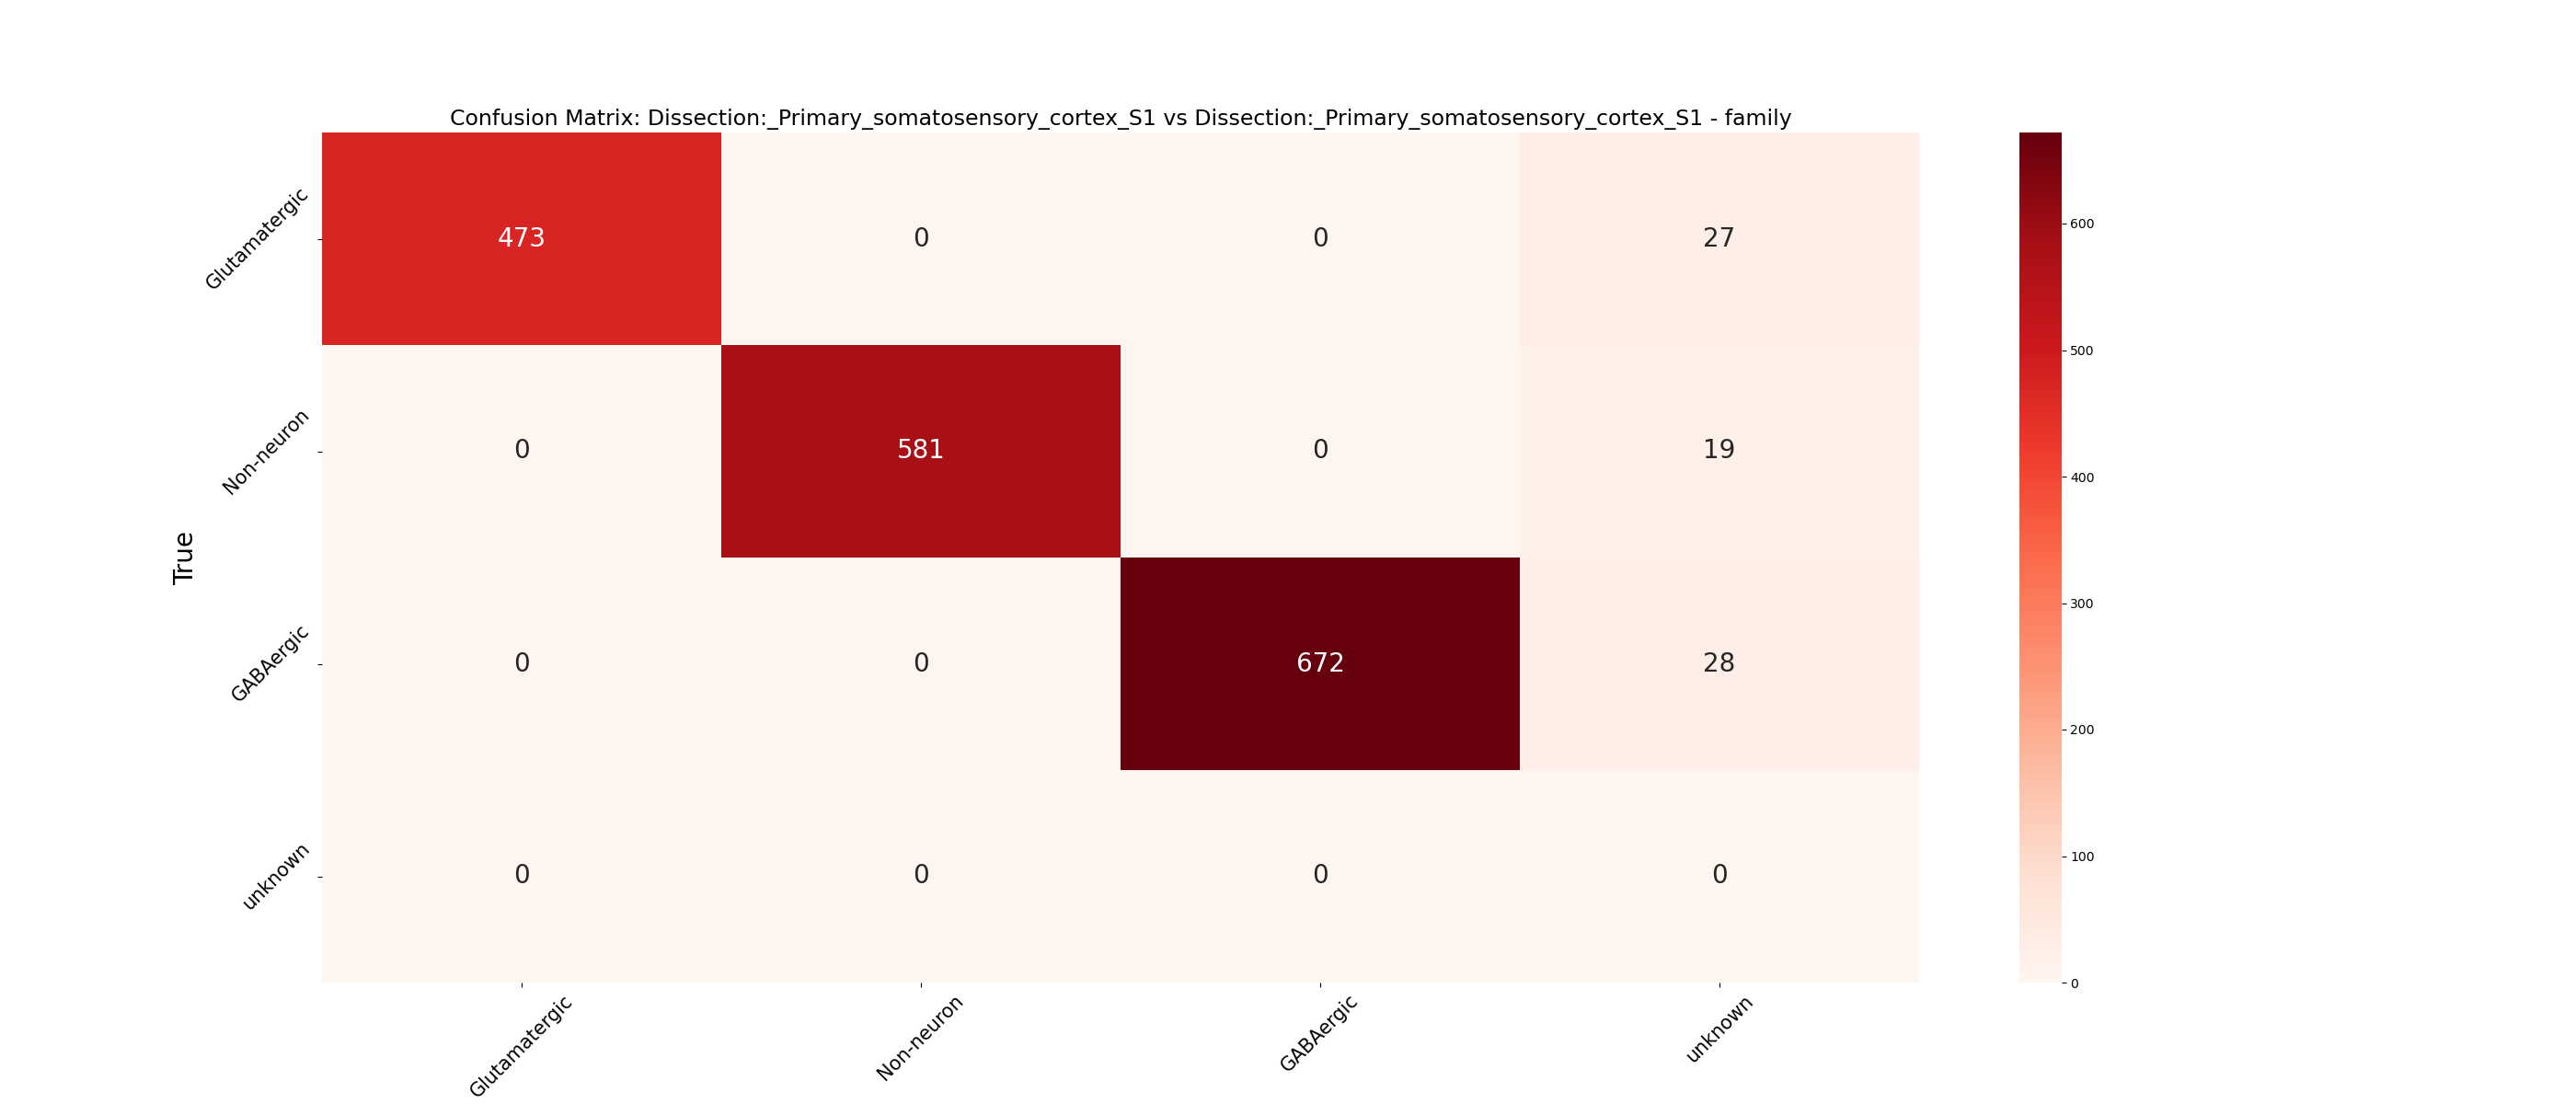 Confusion Matrix: Dissection:_Primary_somatosensory_cortex_S1 vs Dissection:_Primary_somatosensory_cortex_S1 - family
Glutamatergic
473 0 0 27
Non-neuron
0 581 0 19
True
GABAergic
0 0 672 28
unknown
0 0 0 0
Glutamatergic Non-neuron GABAergic unknown
600
500
400
300
200
100
0